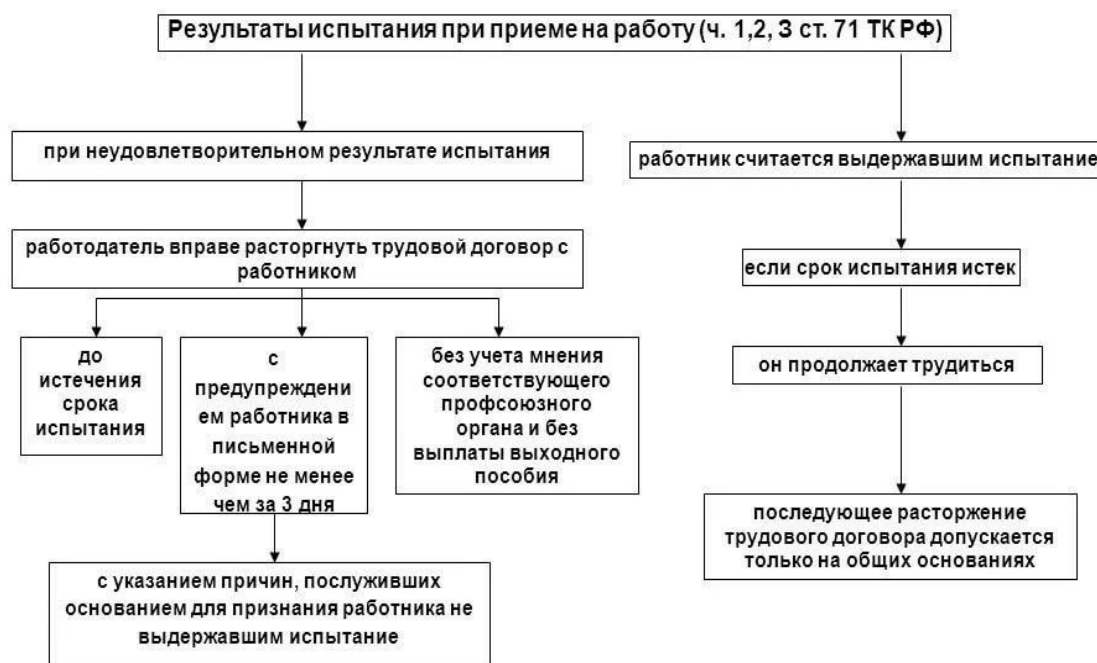 Результаты испытания при приеме на работу (ч. 1,2, 3 ст. 71 ТК РФ)
при неудовлетворительном результате испытания
работодатель вправе расторгнуть трудовой договор с
работником
до
истечения
срока
испытания
с
предупреждени
ем работника в
письменной
форме не менее
чем за 3 дня
без учета мнения
соответствующего
профсоюзного
органа и без
выплаты выходного
пособия
с указанием причин, послуживших
основанием для признания работника не
выдержавшим испытание
работник считается выдержавшим испытание
если срок испытания истек
он продолжает трудиться
последующее расторжение
трудового договора допускается
только на общих основаниях